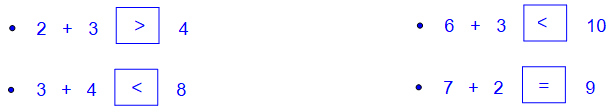 • 2 + 3 > 4
• 6 + 3 < 10
• 3 + 4 < 8
• 7 + 2 = 9